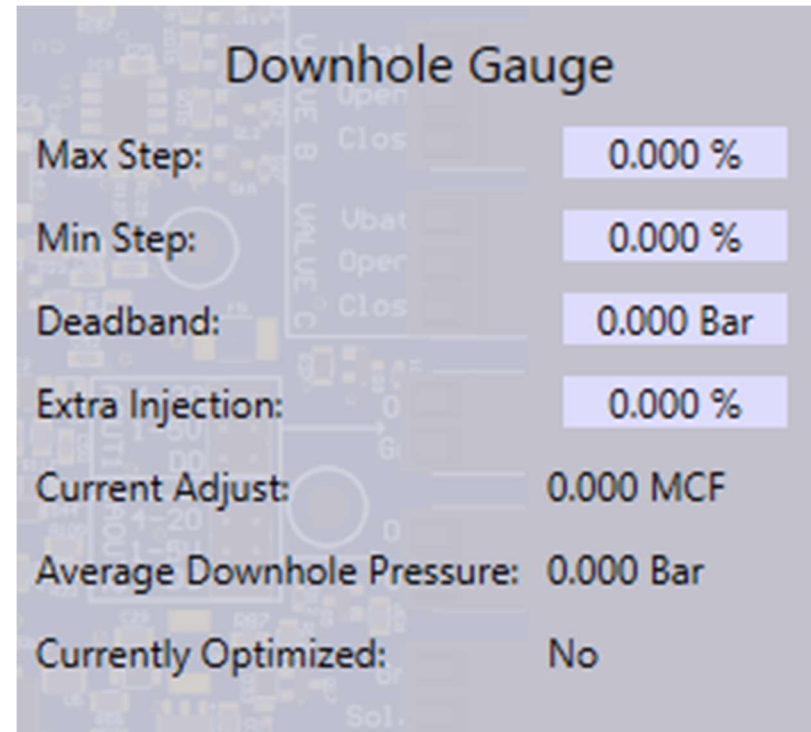 Downhole Gauge
Max Step: 0.000 %
Min Step: 0.000 %
Deadband: 0.000 Bar
Extra Injection: 0.000 %
Current Adjust: 0.000 MCF
Average Downhole Pressure: 0.000 Bar
Currently Optimized: No